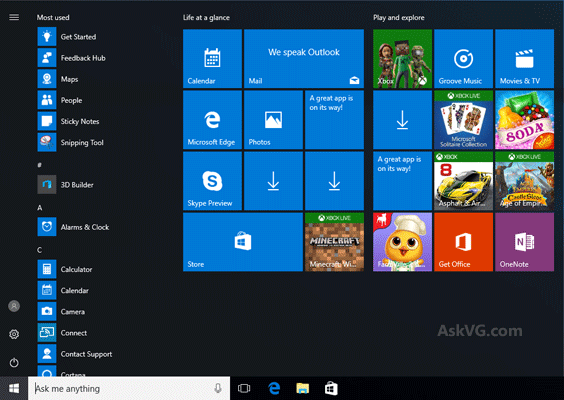 Most used
Get Started
Feedback Hub
Maps
People
Sticky Notes
Snipping Tool
#
3D Builder
A
Alarms & Clock
C
Calculator
Calendar
Camera
Connect
Contact Support
Cortana
Life at a glance
Calendar
We speak Outlook
Mail
Microsoft Edge
Photos
A great app is
on its way!
Skype Preview
Store
XBOX LIVE
MINECRAFT
Minecraft Wi...
Play and explore
Xbox
Groove Music
Movies & TV
XBOX LIVE
Microsoft
Solitaire Collection
SODA
A great app is
on its way!
XBOX
8
Asphalt & Air...
XBOX LIVE
Age of Empire...
Get Office
OneNote
AskVG.com
Ask me anything